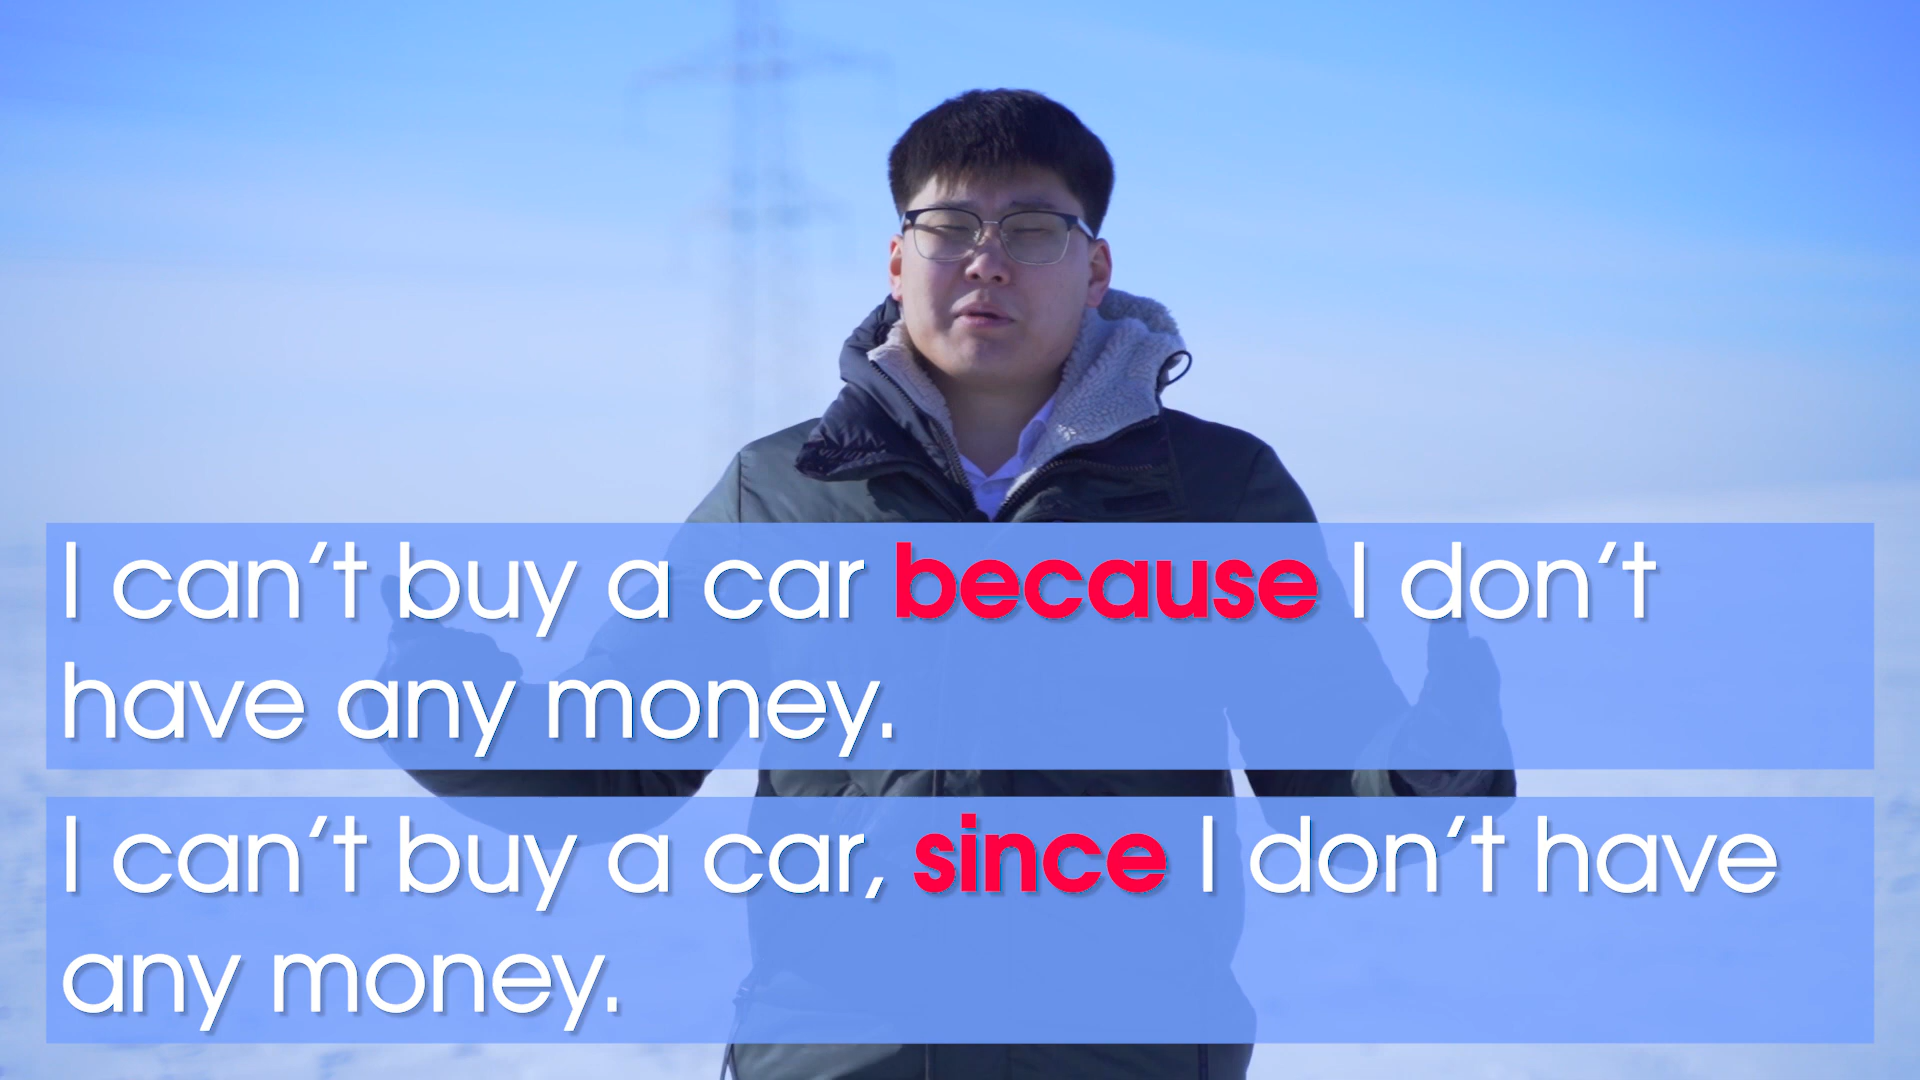 I can't buy a car because I don't
have any money.
I can't buy a car, since I don't have
any money.